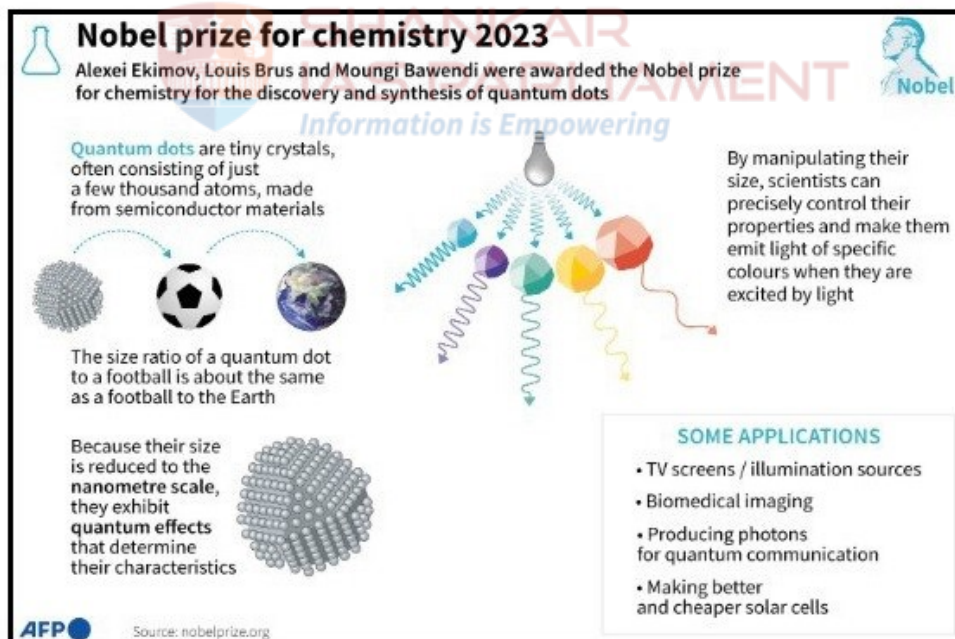 Nobel prize for chemistry 2023
Alexei Ekimov, Louis Brus and Moungi Bawendi were awarded the Nobel prize
for chemistry for the discovery and synthesis of quantum dots
Nobel
SHANKAR
IAS PARLIAMENT
Information is Empowering
Quantum dots are tiny crystals,
often consisting of just
a few thousand atoms, made
from semiconductor materials
The size ratio of a quantum dot
to a football is about the same
as a football to the Earth
Because their size
is reduced to the
nanometre scale,
they exhibit
quantum effects
that determine
their characteristics
By manipulating their
size, scientists can
precisely control their
properties and make them
emit light of specific
colours when they are
excited by light
SOME APPLICATIONS
• TV screens / illumination sources
• Biomedical imaging
• Producing photons
for quantum communication
• Making better
and cheaper solar cells
AFP
Source: nobelprize.org